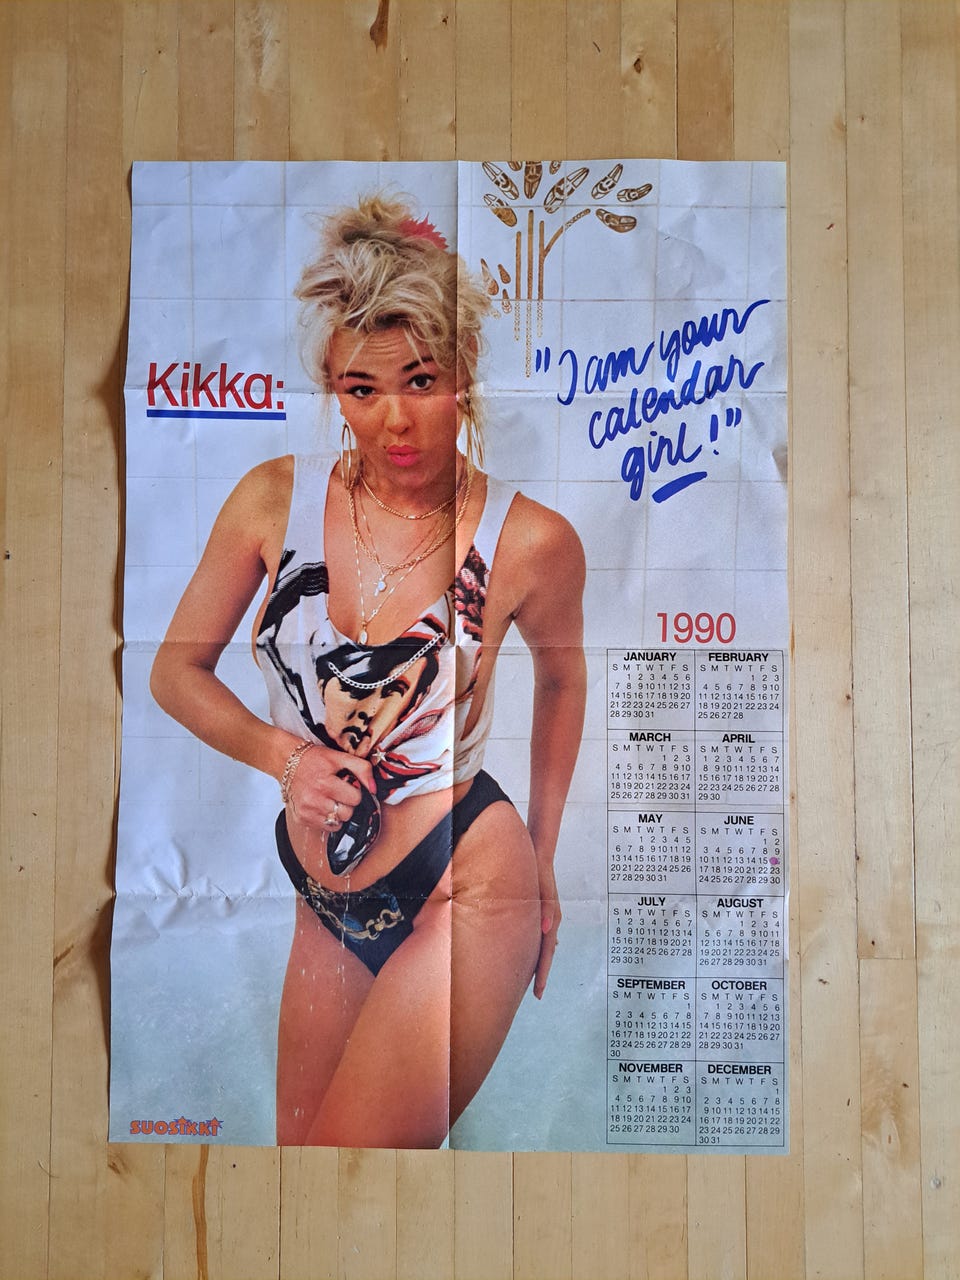 Kikka:
"I am your
calendar
girl!"
1990
JANUARY
S M T W T F S
1 2 3 4 5 6
7 8 9 10 11 12 13
14 15 16 17 18 19 20
21 22 23 24 25 26 27
28 29 30 31
FEBRUARY
S M T W T F S
1 2 3
4 5 6 7 8 9 10
11 12 13 14 15 16 17
18 19 20 21 22 23 24
25 26 27 28
MARCH
S M T W T F S
1 2 3
4 5 6 7 8 9 10
11 12 13 14 15 16 17
18 19 20 21 22 23 24
25 26 27 28 29 30 31
APRIL
S M T W T F S
1 2 3 4 5 6 7
8 9 10 11 12 13 14
15 16 17 18 19 20 21
22 23 24 25 26 27 28
29 30
MAY
S M T W T F S
1 2 3 4 5
6 7 8 9 10 11 12
13 14 15 16 17 18 19
20 21 22 23 24 25 26
27 28 29 30 31
JUNE
S M T W T F S
1 2
3 4 5 6 7 8 9
10 11 12 13 14 15
17 18 19 20 21 22 23
24 25 26 27 28 29 30
JULY
S M T W T F S
1 2 3 4 5 6 7
8 9 10 11 12 13 14
15 16 17 18 19 20 21
22 23 24 25 26 27 28
29 30 31
AUGUST
S M T W T F S
1 2 3 4
5 6 7 8 9 10 11
12 13 14 15 16 17 18
19 20 21 22 23 24 25
26 27 28 29 30 31
SEPTEMBER
S M T W T F S
1
2 3 4 5 6 7 8
9 10 11 12 13 14 15
16 17 18 19 20 21 22
23 24 25 26 27 28 29
30
OCTOBER
S M T W T F S
1 2 3 4 5 6
7 8 9 10 11 12 13
14 15 16 17 18 19 20
21 22 23 24 25 26 27
28 29 30 31
NOVEMBER
S M T W T F S
1 2 3
4 5 6 7 8 9 10
11 12 13 14 15 16 17
18 19 20 21 22 23 24
25 26 27 28 29 30
DECEMBER
S M T W T F S
1
2 3 4 5 6 7 8
9 10 11 12 13 14 15
16 17 18 19 20 21 22
23 24 25 26 27 28 29
30 31
SUOSIKKI